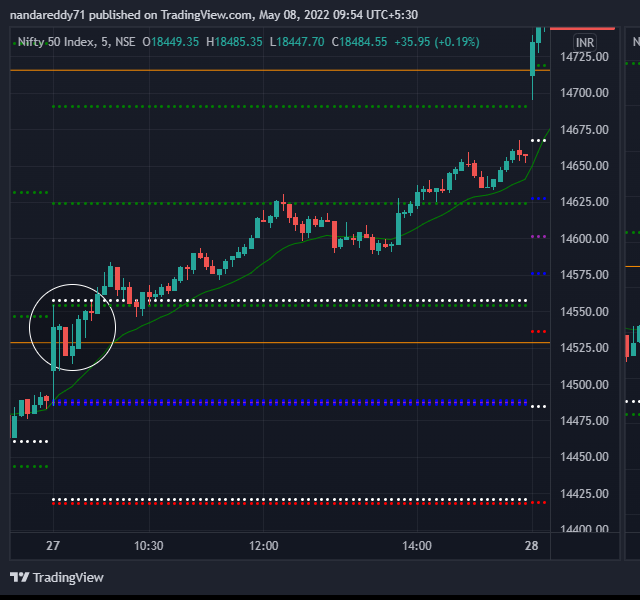 nandareddy71 published on TradingView.com, May 08, 2022 09:54 UTC+5:30
Nifty 50 Index, 5, NSE O18449.35 H18485.35 L18447.70 C18484.55 +35.95 (+0.19%)
INR
N
14725.00
14700.00
14675.00
14650.00
14625.00
14600.00
14575.00
14550.00
14525.00
14500.00
14475.00
14450.00
14425.00
14400.00
27 10:30 12:00 14:00 28
TradingView